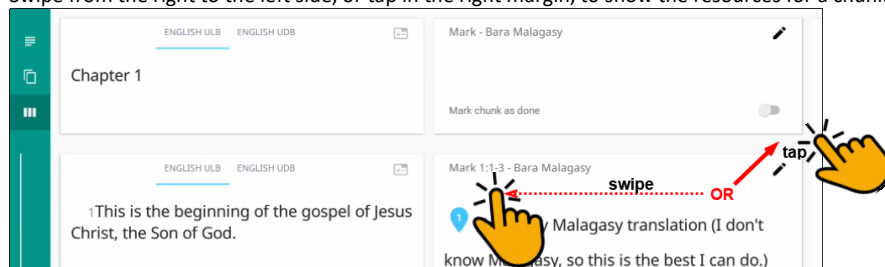 Swipe from the right to the left side, or tap in the right margin, to show the resources for a chunk
ENGLISH ULB ENGLISH UDB
Chapter 1
Mark - Bara Malagasy
Mark chunk as done
tap
ENGLISH ULB ENGLISH UDB
1This is the beginning of the gospel of Jesus
Christ, the Son of God.
Mark 1:1-3 - Bara Malagasy
swipe
OR
1
Malagasy translation (I don't
know so this is the best I can do.)